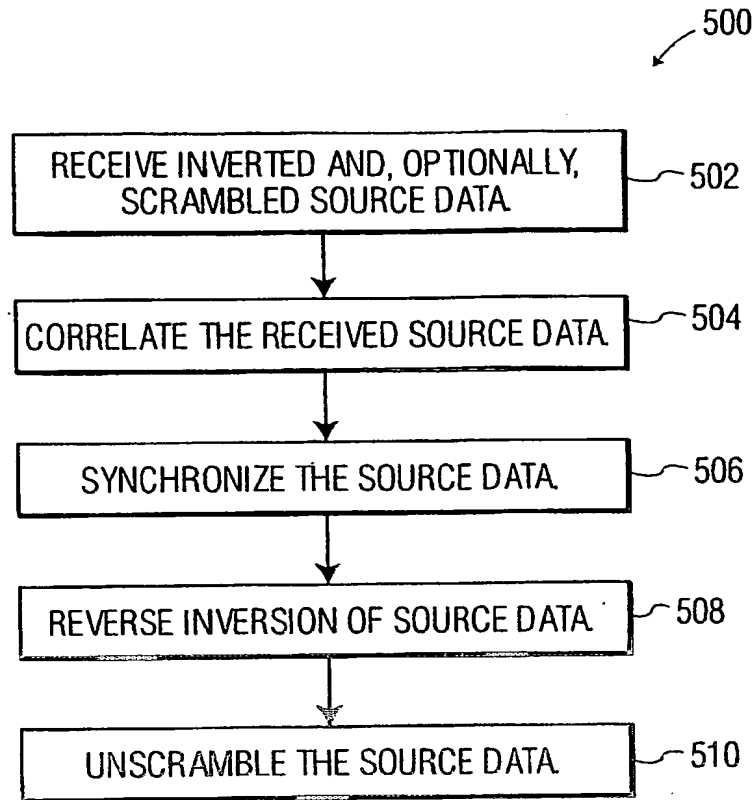 500
RECEIVE INVERTED AND, OPTIONALLY,
SCRAMBLED SOURCE DATA.
502
CORRELATE THE RECEIVED SOURCE DATA.
504
SYNCHRONIZE THE SOURCE DATA.
506
REVERSE INVERSION OF SOURCE DATA.
508
UNSCRAMBLE THE SOURCE DATA.
510